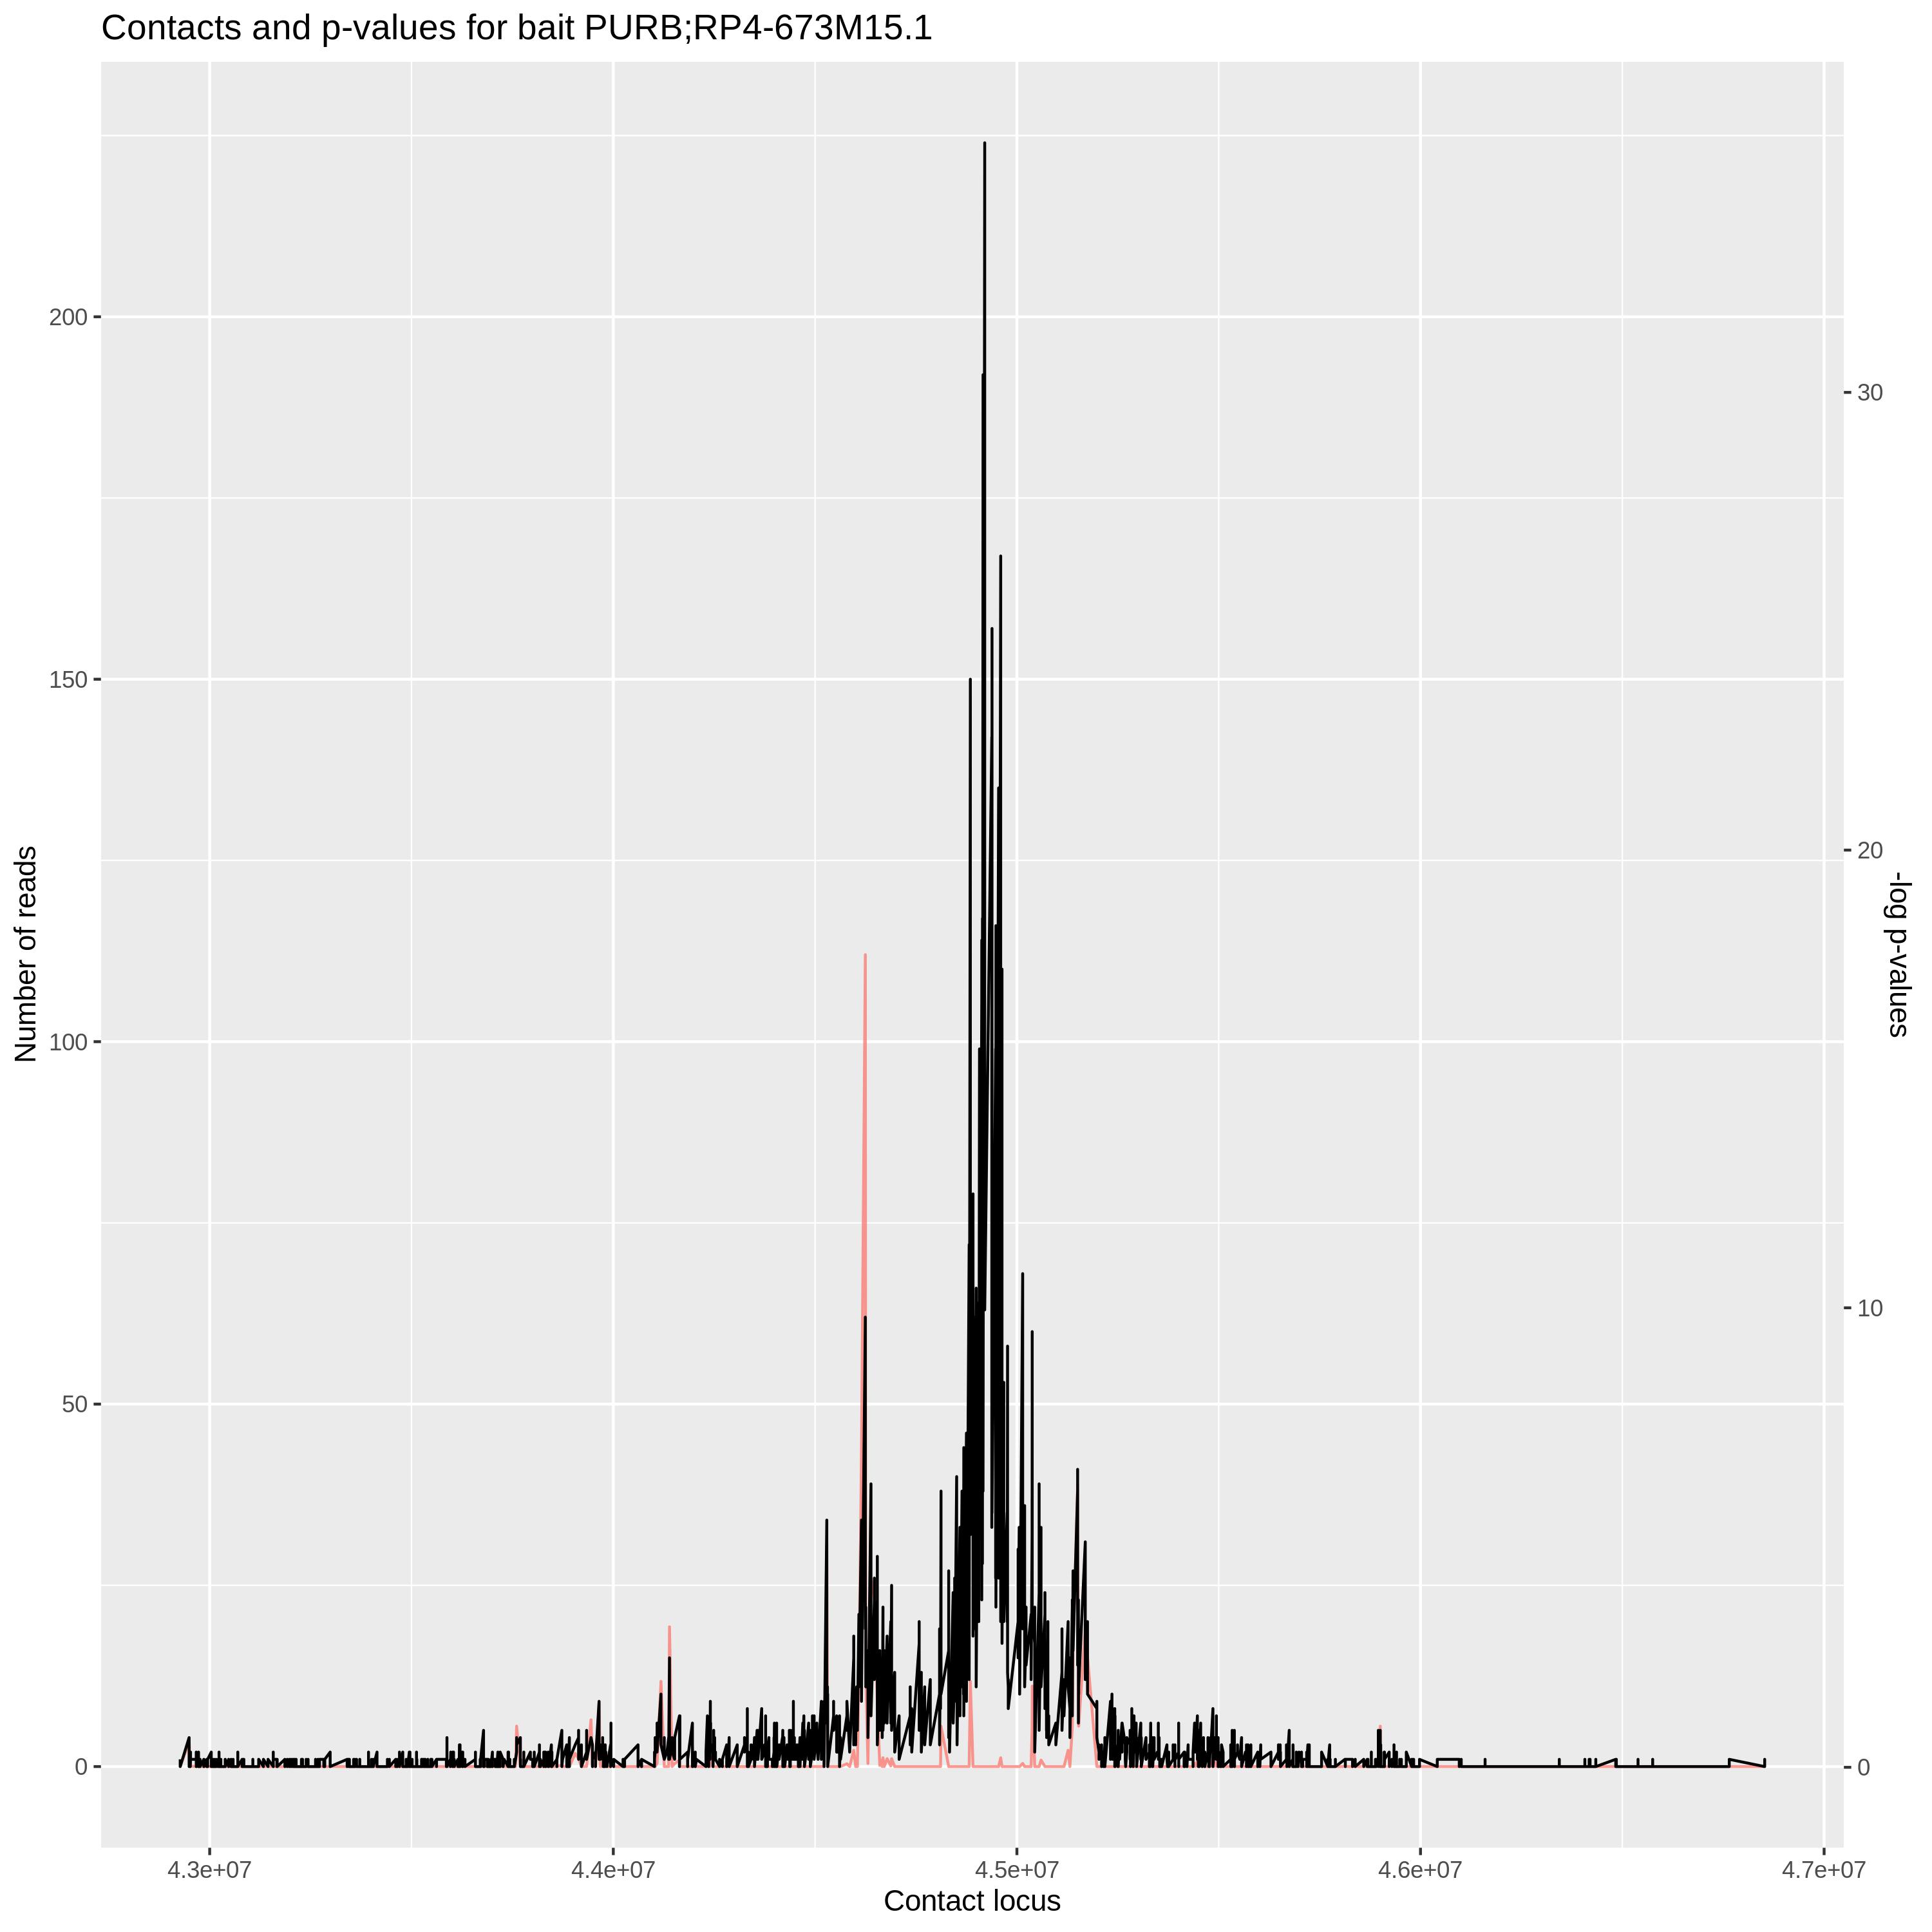 Contacts and p-values for bait PURB;RP4-673M15.1
Number of reads
200
150
100
50
0
30
20
10
0
-log p-values
4.3e+07 4.4e+07 4.5e+07 4.6e+07 4.7e+07
Contact locus